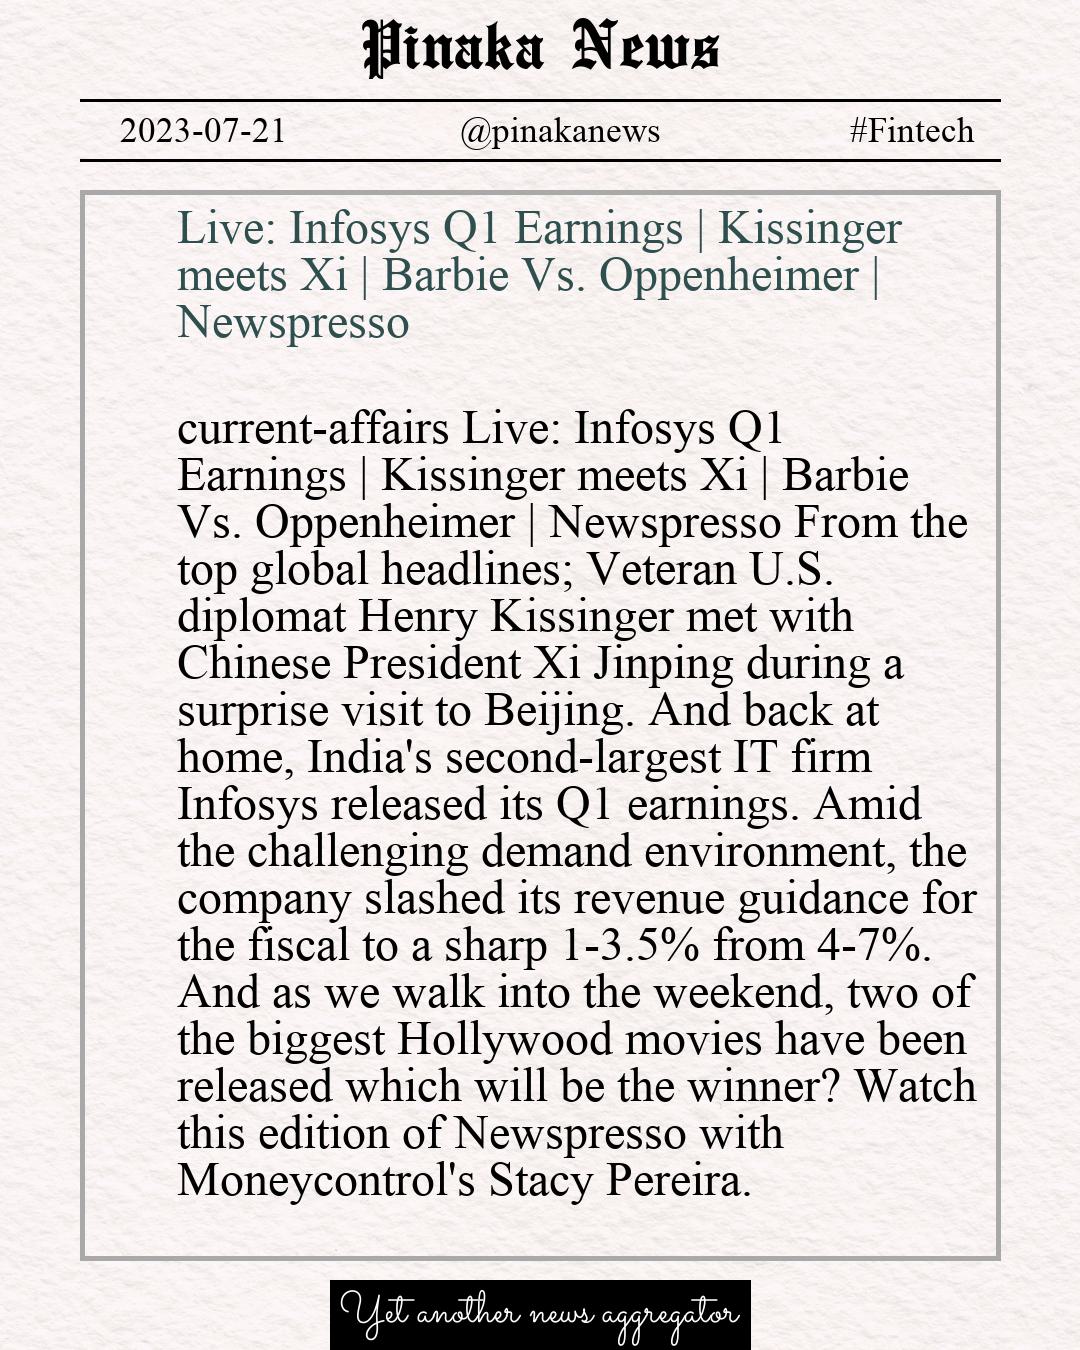 Pinaka News
2023-07-21 @pinakanews #Fintech
Live: Infosys Q1 Earnings | Kissinger
meets Xi | Barbie Vs. Oppenheimer |
Newspresso
current-affairs Live: Infosys Q1
Earnings | Kissinger meets Xi | Barbie
Vs. Oppenheimer | Newspresso From the
top global headlines; Veteran U.S.
diplomat Henry Kissinger met with
Chinese President Xi Jinping during a
surprise visit to Beijing. And back at
home, India's second-largest IT firm
Infosys released its Q1 earnings. Amid
the challenging demand environment, the
company slashed its revenue guidance for
the fiscal to a sharp 1-3.5% from 4-7%.
And as we walk into the weekend, two of
the biggest Hollywood movies have been
released which will be the winner? Watch
this edition of Newspresso with
Moneycontrol's Stacy Pereira.
Yet another news aggregator